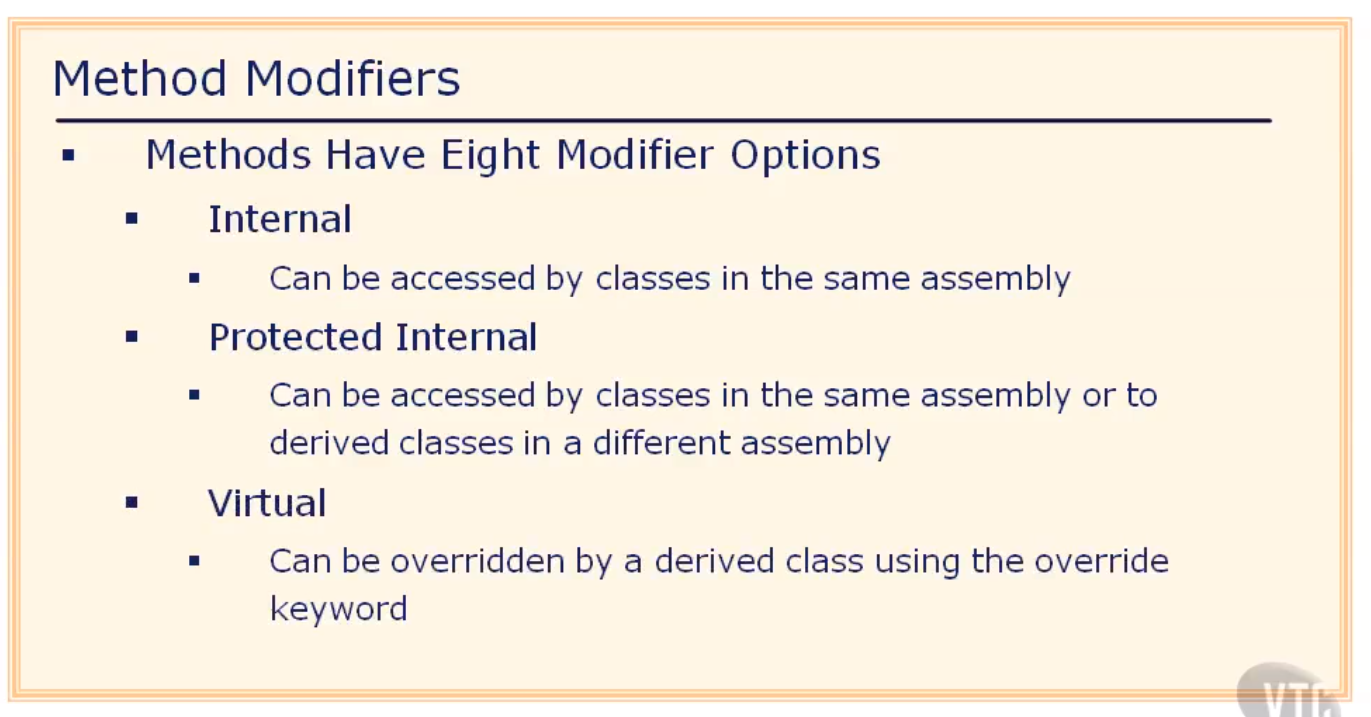 Method Modifiers
Methods Have Eight Modifier Options
Internal
Can be accessed by classes in the same assembly
Protected Internal
Can be accessed by classes in the same assembly or to
derived classes in a different assembly
Virtual
Can be overridden by a derived class using the override
keyword
VTC